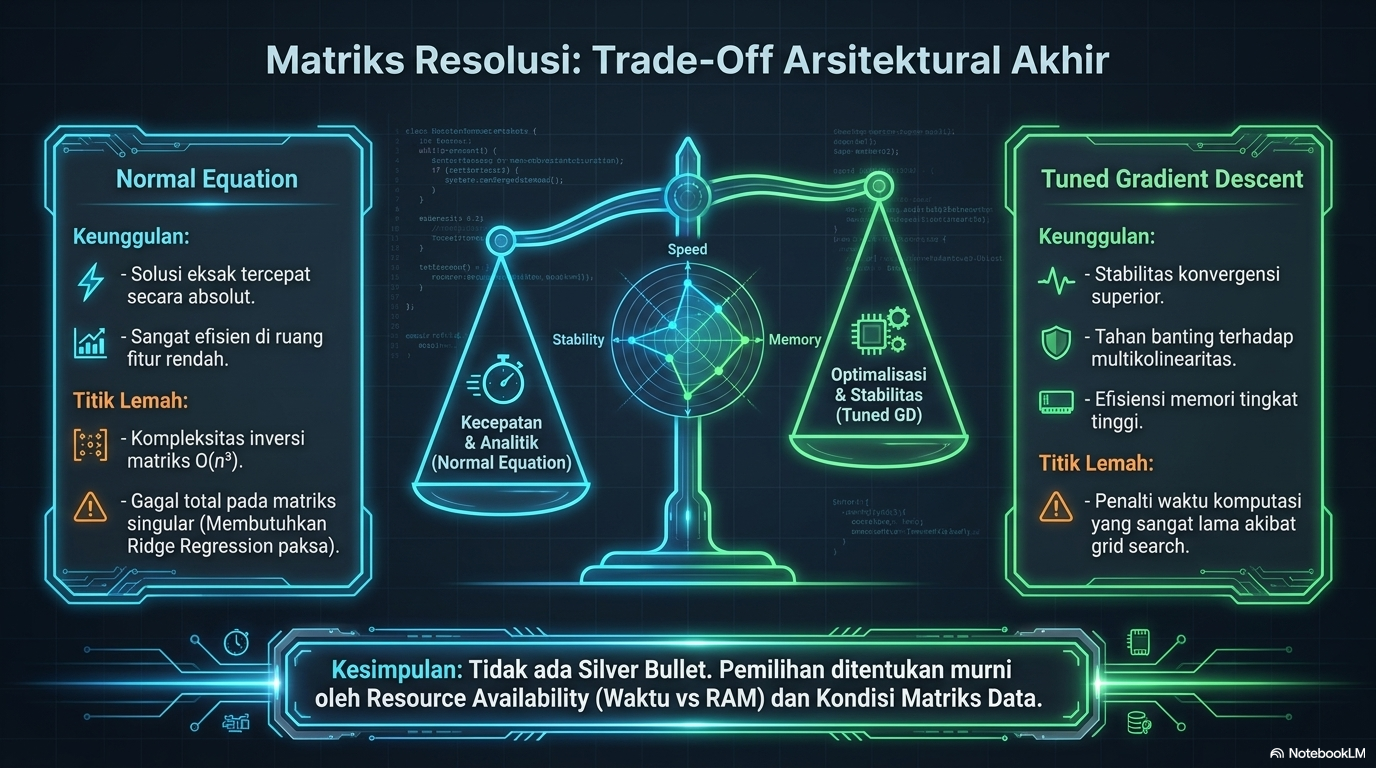 Matriks Resolusi: Trade-Off Arsitektural Akhir
Normal Equation
Keunggulan:
- Solusi eksak tercepat
secara absolut.
- Sangat efisien di ruang
fitur rendah.
Titik Lemah:
- Kompleksitas inversi
matriks O(n³).
- Gagal total pada matriks
singular (Membutuhkan
Ridge Regression paksa).
Speed
Stability
Memory
Kecepatan
& Analitik
(Normal Equation)
Optimalisasi
& Stabilitas
(Tuned GD)
Tuned Gradient Descent
Keunggulan:
- Stabilitas konvergensi
superior.
- Tahan banting terhadap
multikolinearitas.
- Efisiensi memori tingkat
tinggi.
Titik Lemah:
- Penalti waktu komputasi
yang sangat lama akibat
grid search.
Kesimpulan: Tidak ada Silver Bullet. Pemilihan ditentukan murni
oleh Resource Availability (Waktu vs RAM) dan Kondisi Matriks Data.
NotebookLM